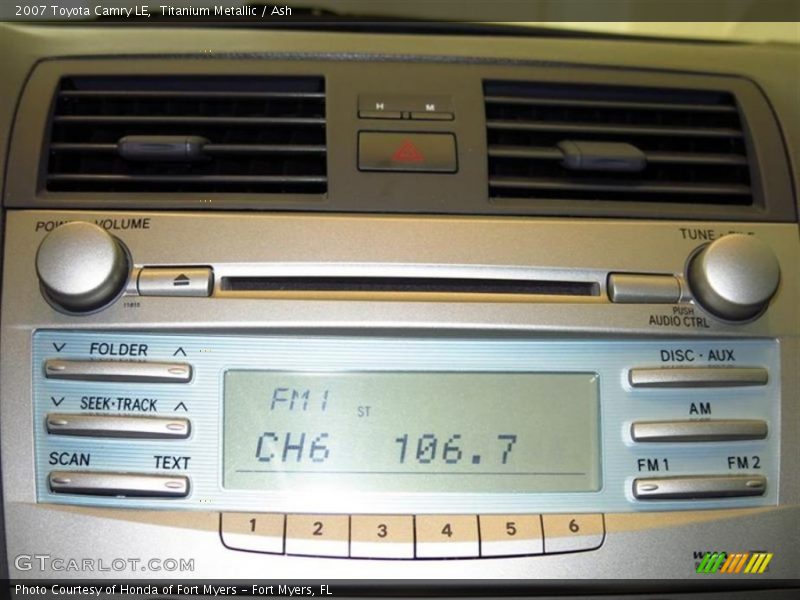 2007 Toyota Camry LE, Titanium Metallic / Ash
H M
VOLUME
TUNE
PUSH
AUDIO CTRL
FOLDER
DISC • AUX
FM1
ST
SEEK•TRACK
AM
CH6 106.7
SCAN TEXT
FM1 FM2
1 2 3 4 5 6
GTCARLOT.COM
Photo Courtesy of Honda of Fort Myers – Fort Myers, FL